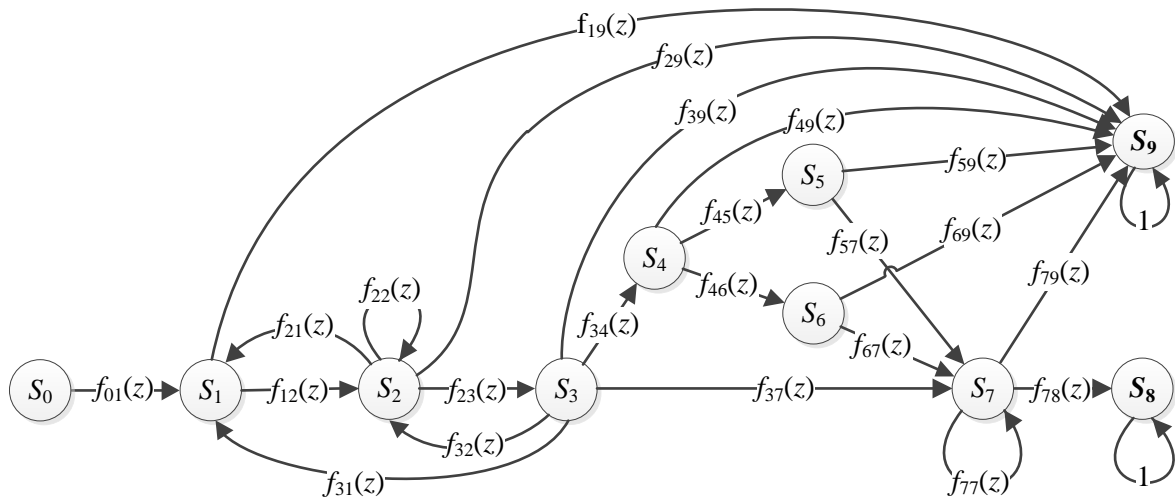 f19(z)
f29(z)
f39(z)
f49(z)
S9
f59(z)
S5
f45(z)
1
f57(z)
f69(z)
S4
f46(z)
f79(z)
f22(z)
S6
f21(z)
f34(z)
f67(z)
S0
f01(z)
S1
f12(z)
S2
f23(z)
S3
f37(z)
S7
f78(z)
S8
f32(z)
f31(z)
f77(z)
1